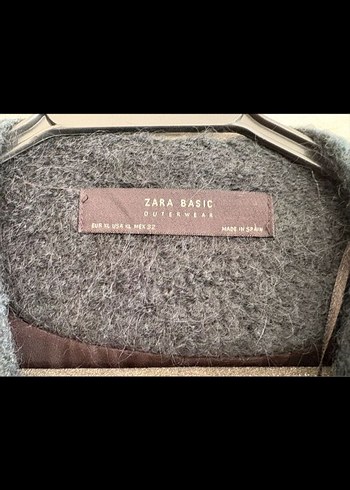 ZARA BASIC
OUTERWEAR
EUR XL USA XL MEX 32 MADE IN SPAIN